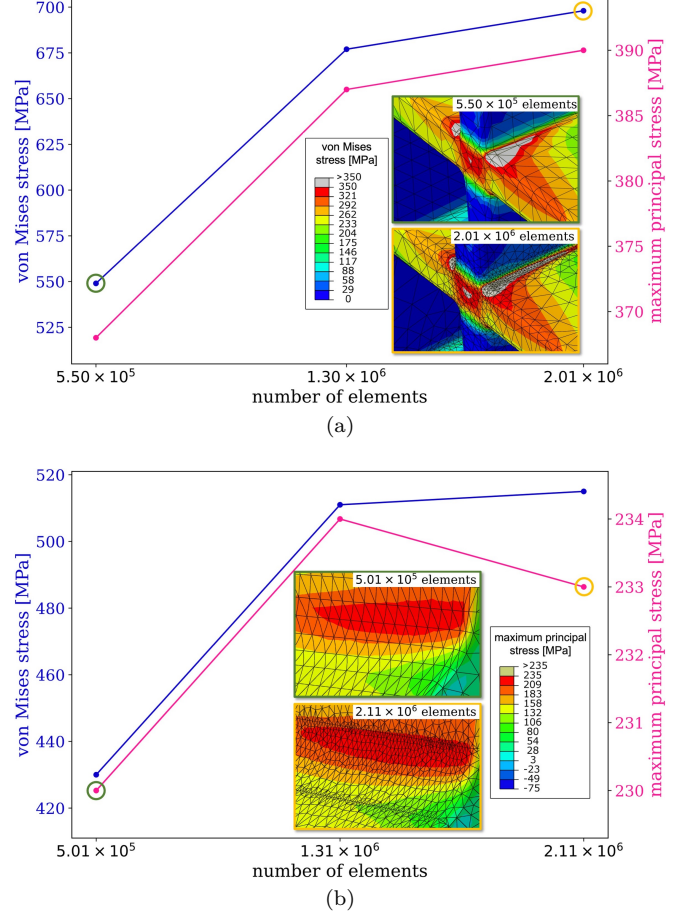 700
675
650
625
600
575
550
525
von Mises stress [MPa]
390
385
380
375
370
maximum principal stress [MPa]
5.50 × 10⁵ elements
von Mises
stress [MPa]
>350
350
321
292
262
233
204
175
146
117
88
58
29
0
2.01 × 10⁶ elements
5.50 × 10⁵
1.30 × 10⁶
2.01 × 10⁶
number of elements
(a)
520
500
480
460
440
420
von Mises stress [MPa]
234
233
232
231
230
maximum principal stress [MPa]
5.01 × 10⁵ elements
maximum principal
stress [MPa]
>235
235
209
183
158
132
106
80
54
28
3
-23
-49
-75
2.11 × 10⁶ elements
5.01 × 10⁵
1.31 × 10⁶
2.11 × 10⁶
number of elements
(b)